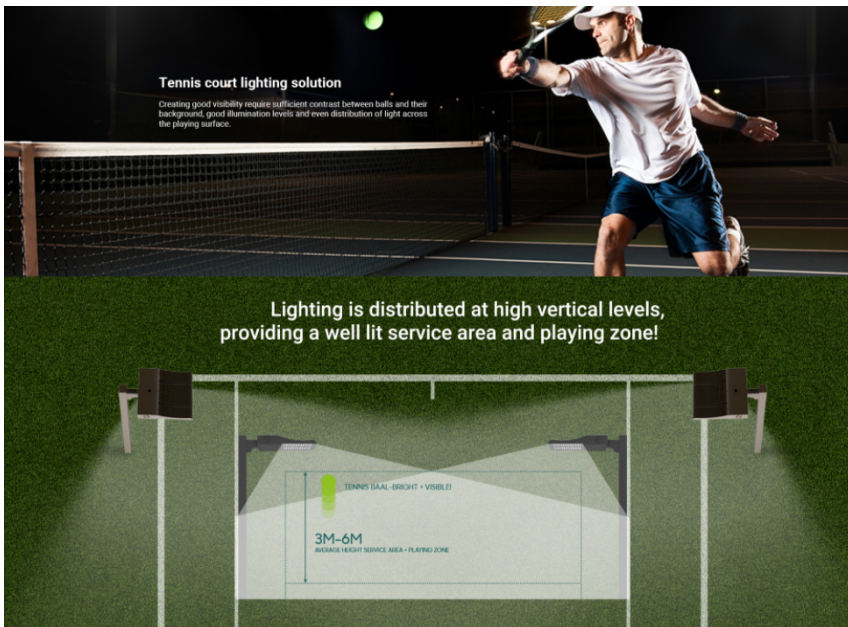 Tennis court lighting solution
Creating good visibility require sufficient contrast between balls and their
background, good illumination levels and even distribution of light across
the playing surface.
Lighting is distributed at high vertical levels,
providing a well lit service area and playing zone!
TENNIS BAAL-BRIGHT + VISIBLE!
3M-6M
AVERAGE HEIGHT SERVICE AREA + PLAYING ZONE